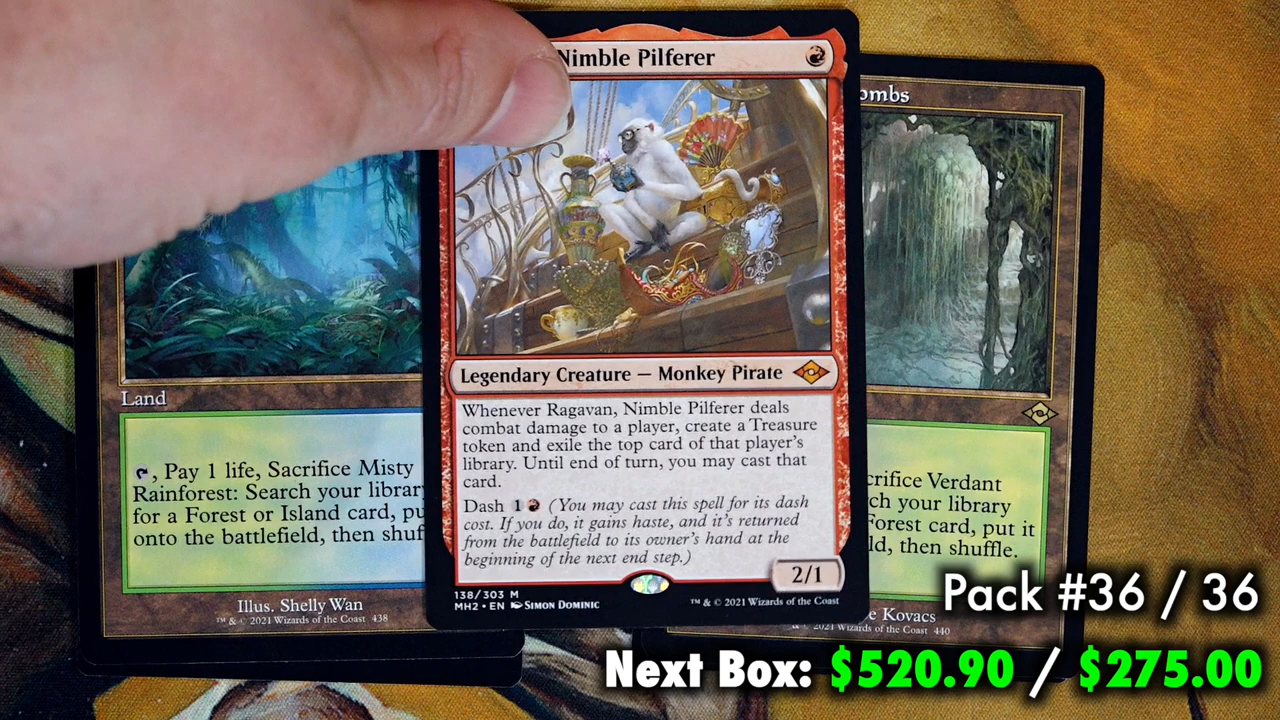 Nimble Pilferer
ombs
Legendary Creature — Monkey Pirate
Whenever Ragavan, Nimble Pilferer deals
combat damage to a player, create a Treasure
token and exile the top card of that player's
library. Until end of turn, you may cast that
card.
Dash 1 (You may cast this spell for its dash
cost. If you do, it gains haste, and it's returned
from the battlefield to its owner's hand at the
beginning of the next end step.)
2/1
138/303 M
MH2 • EN SIMON DOMINIC
™ & © 2021 Wizards of the Coast
Land
, Pay 1 life, Sacrifice Misty
Rainforest: Search your library
for a Forest or Island card, pu
onto the battlefield, then shuf
Illus. Shelly Wan
™ & © 2021 Wizards of the Coast 438
crifice Verdant
ch your library
Forest card, put it
ld, then shuffle.
Kovacs
& © 2021 Wizards of the Coast 440
Pack #36 / 36
Next Box: $520.90 / $275.00